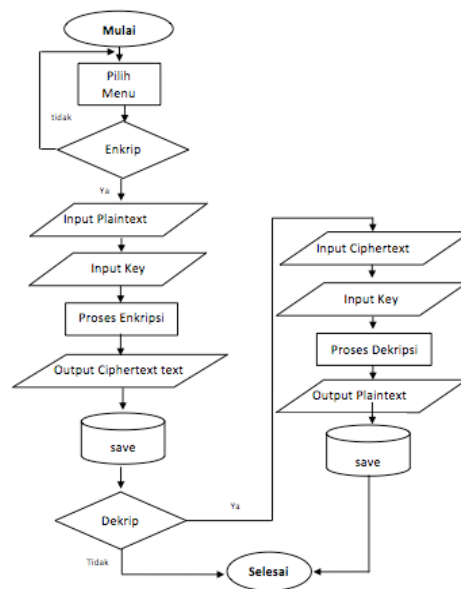 Mulai
Pilih
Menu
tidak
Enkrip
Ya
Input Plaintext
Input Key
Proses Enkripsi
Output Ciphertext text
save
Dekrip
Ya
Tidak
Input Ciphertext
Input Key
Proses Dekripsi
Output Plaintext
save
Selesai